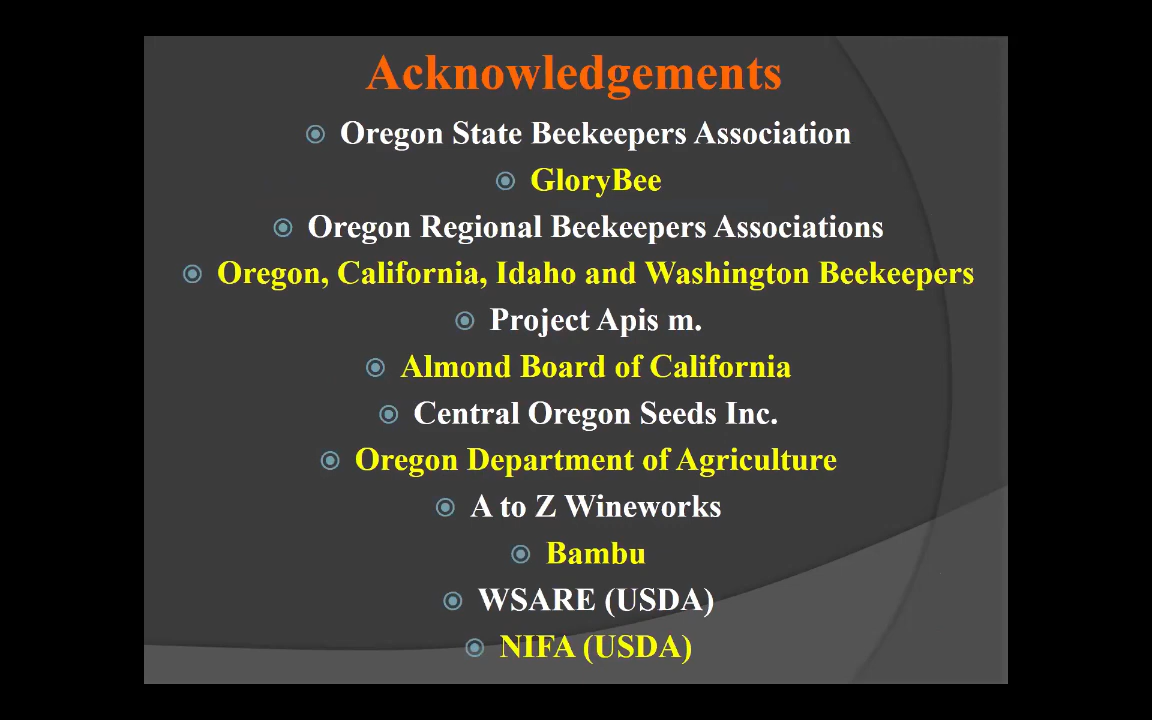 Acknowledgements
Oregon State Beekeepers Association
GloryBee
Oregon Regional Beekeepers Associations
Oregon, California, Idaho and Washington Beekeepers
Project Apis m.
Almond Board of California
Central Oregon Seeds Inc.
Oregon Department of Agriculture
A to Z Wineworks
Bambu
WSARE (USDA)
NIFA (USDA)